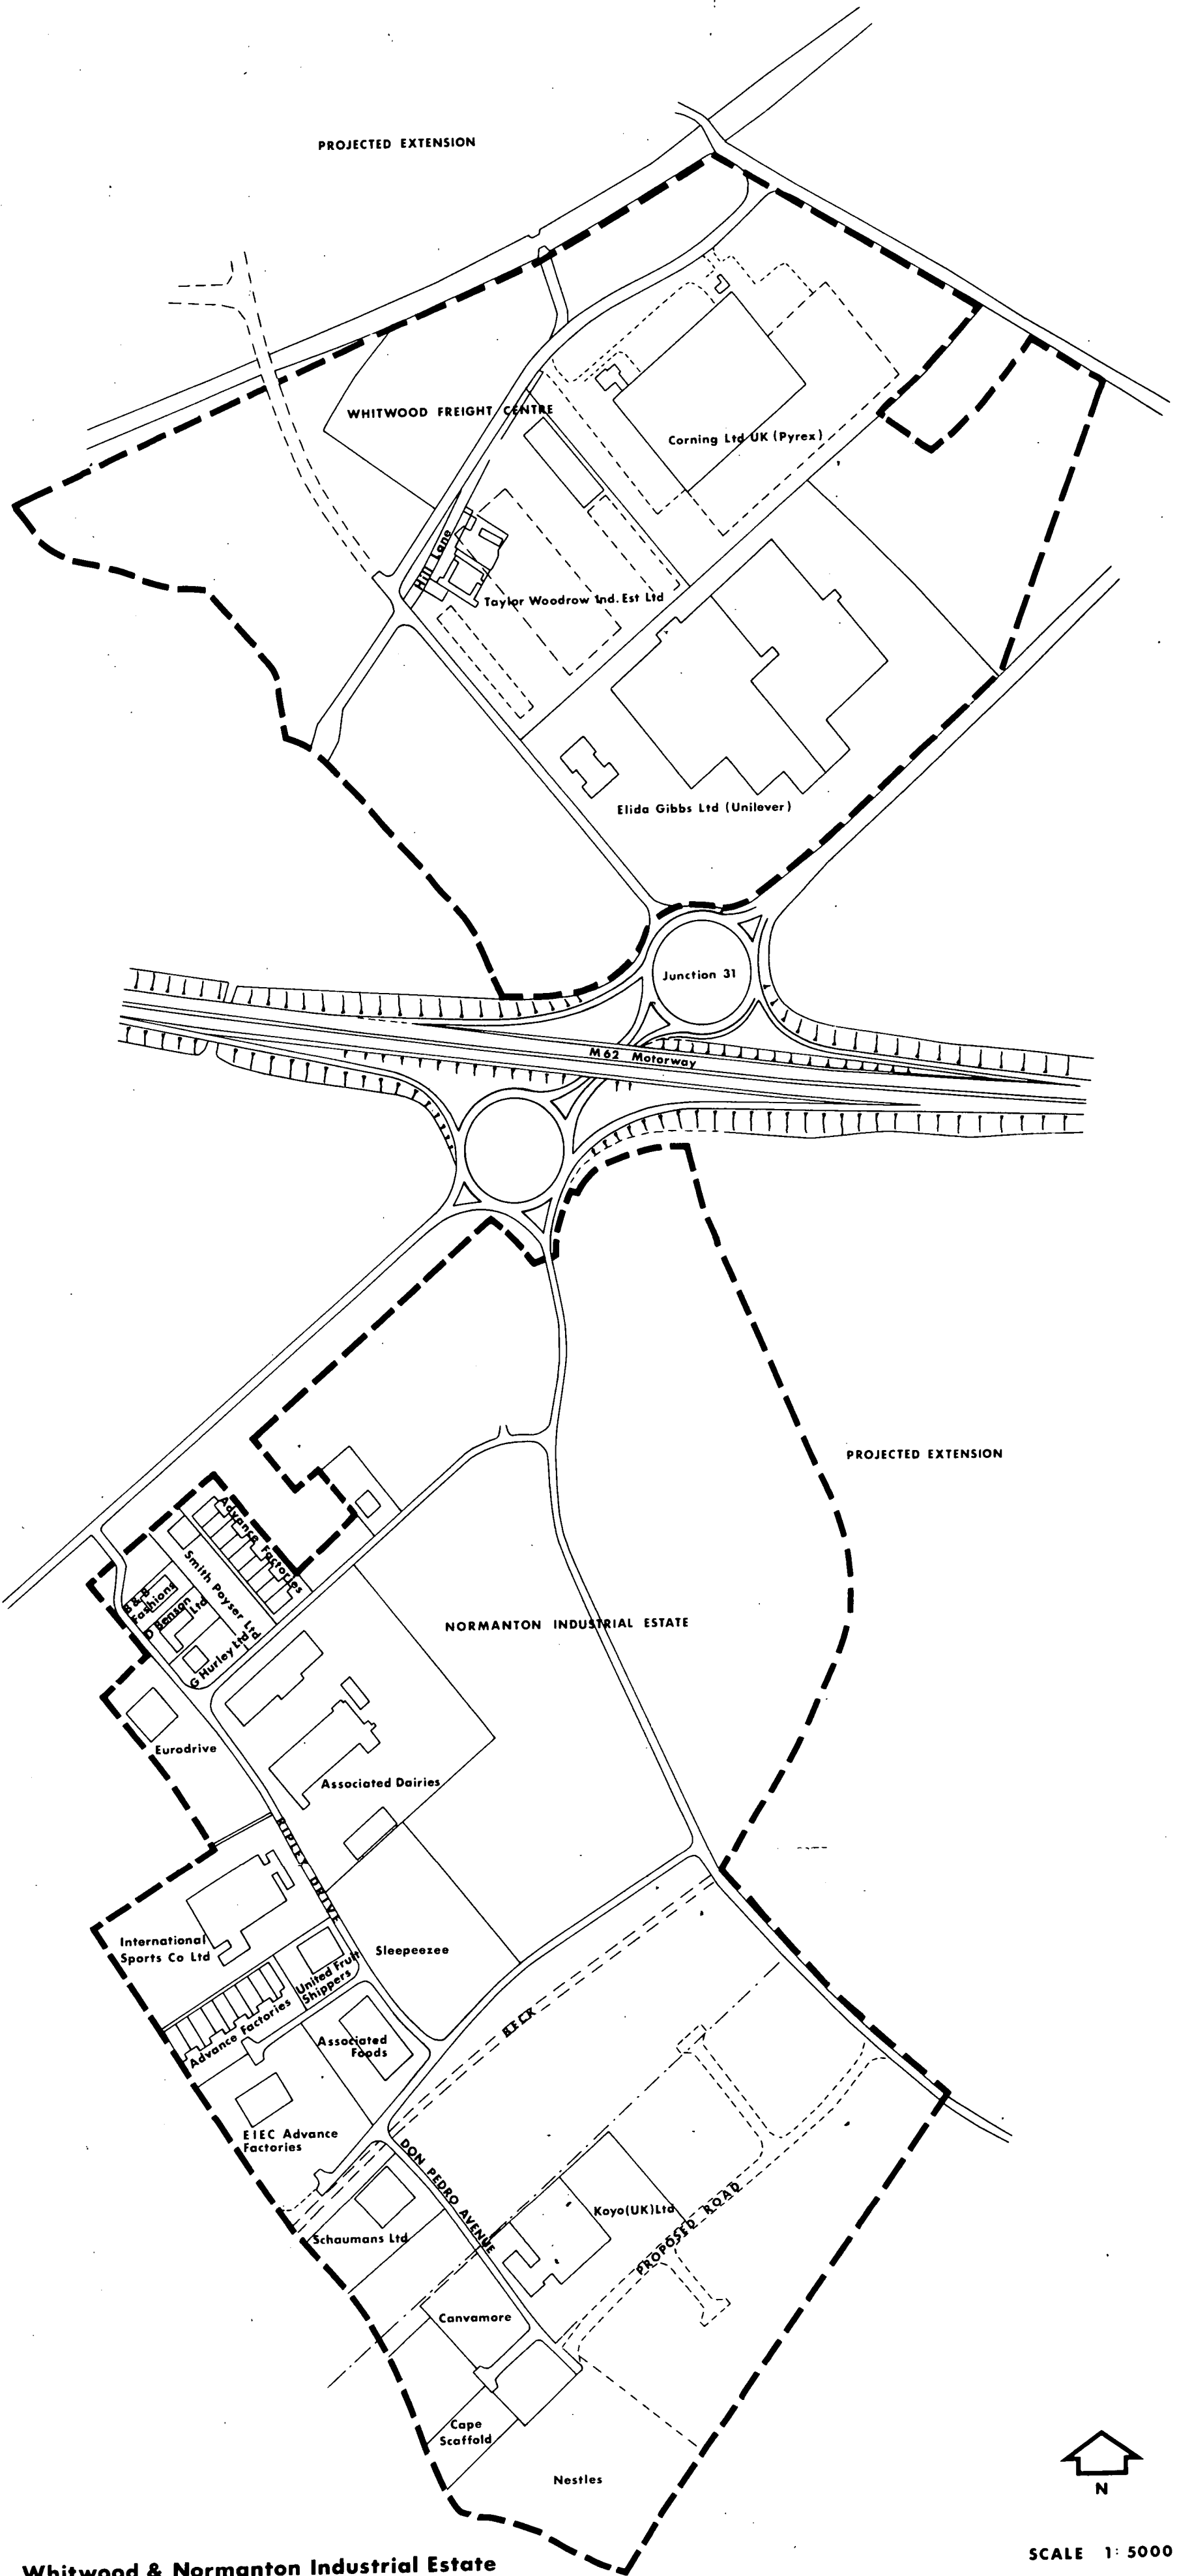 PROJECTED EXTENSION
WHITWOOD FREIGHT CENTRE
Corning Ltd UK (Pyrex)
Hill Lane
Taylor Woodrow Ind. Est Ltd
Elida Gibbs Ltd (Unilever)
Junction 31
M62 Motorway
PROJECTED EXTENSION
Advance Factories
Smith Poyser Ltd
B & B
Fashions
D Benson
Ltd
G Hurley Ltd
NORMANTON INDUSTRIAL ESTATE
Eurodrive
Associated Dairies
RIPLEY DRIVE
International
Sports Co Ltd
Sleepeezee
United Fruit
Shippers
Advance Factories
Associated
Foods
BECK
EIEC Advance
Factories
DON PEDRO AVENUE
Koyo(UK)Ltd
PROPOSED ROAD
Schaumans Ltd
Canvamore
Cape
Scaffold
Nestles
N
SCALE 1: 5000
Whitwood & Normanton Industrial Estate